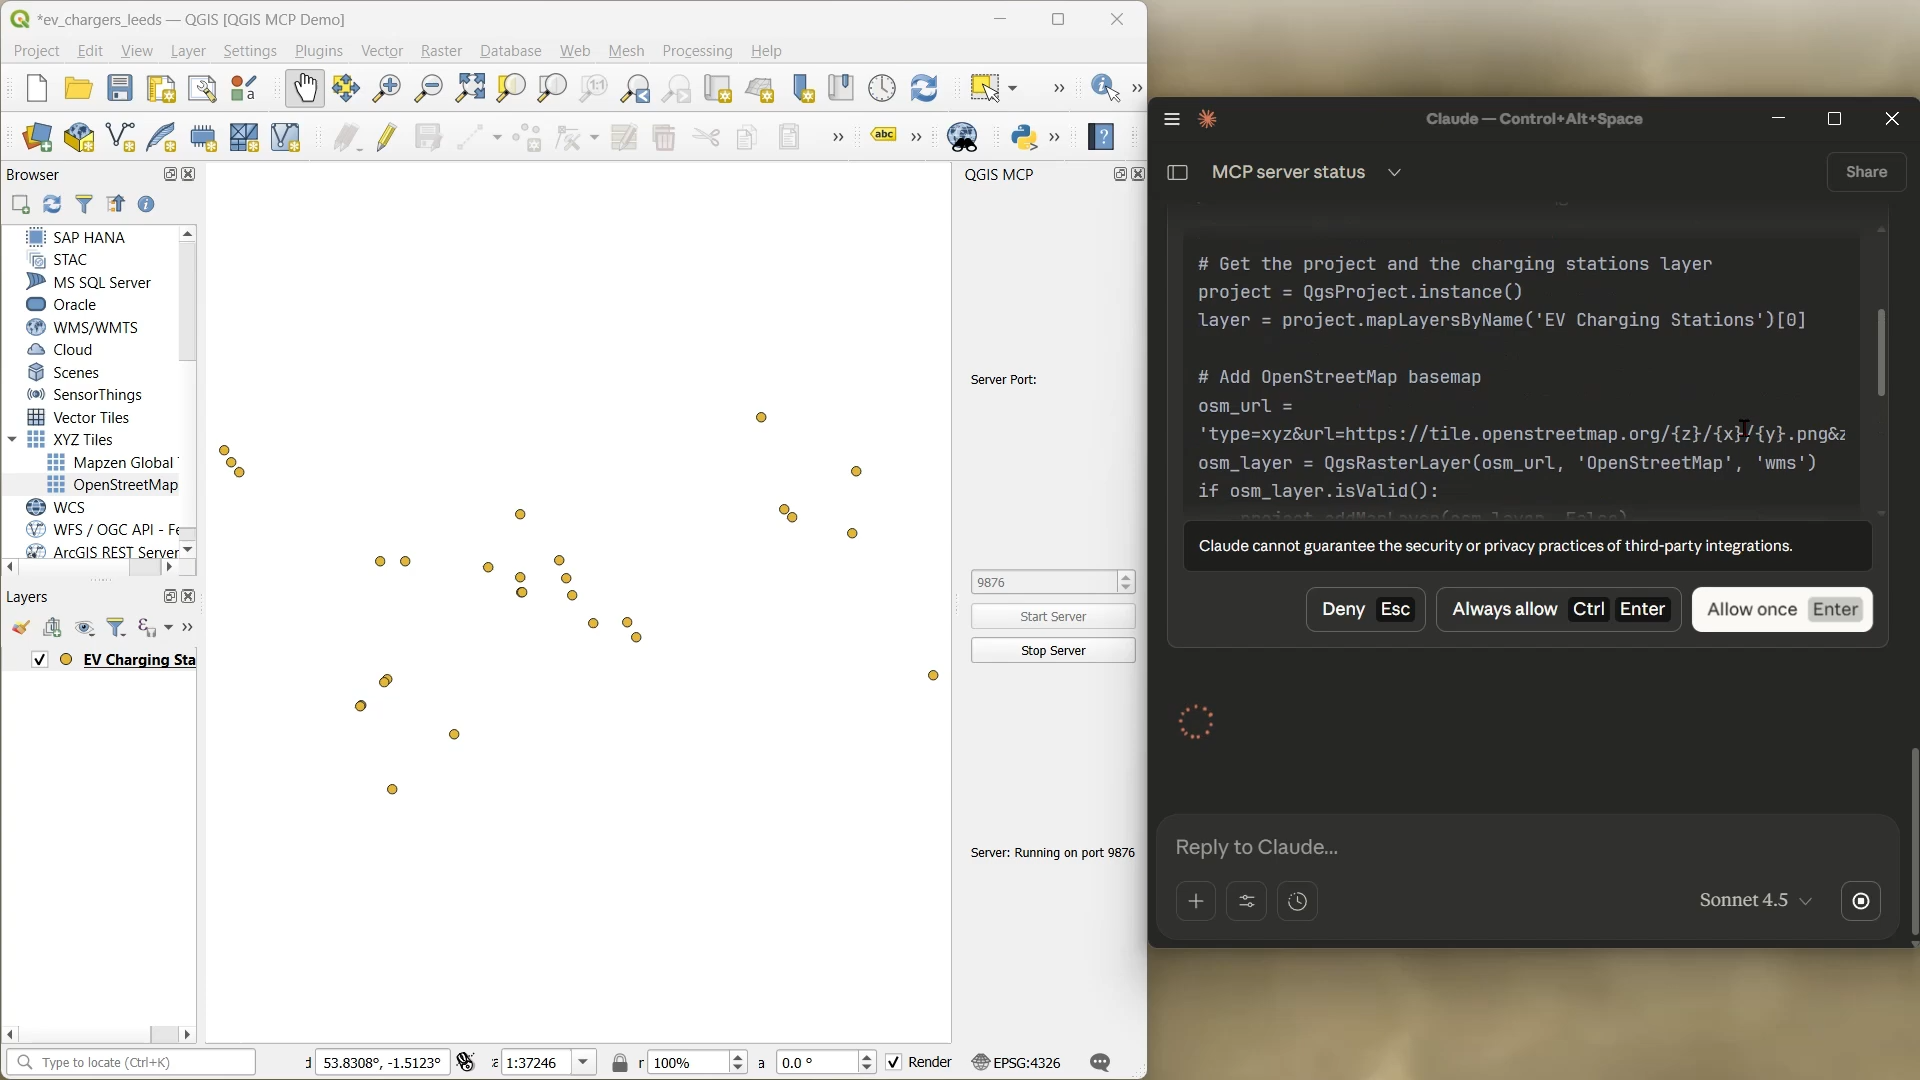 *ev_chargers_leeds — QGIS [QGIS MCP Demo]
Project Edit View Layer Settings Plugins Vector Raster Database Web Mesh Processing Help
Browser
SAP HANA
STAC
MS SQL Server
Oracle
WMS/WMTS
Cloud
Scenes
SensorThings
Vector Tiles
XYZ Tiles
Mapzen Global
OpenStreetMap
WCS
WFS / OGC API - Fe
ArcGIS REST Server
Layers
EV Charging Sta
QGIS MCP
Server Port:
9876
Start Server
Stop Server
Server: Running on port 9876
Type to locate (Ctrl+K)
53.8308°, -1.5123°
1:37246
100%
0.0 °
Render
EPSG:4326
abc
Claude — Control+Alt+Space
MCP server status
Share
# Get the project and the charging stations layer
project = QgsProject.instance()
layer = project.mapLayersByName('EV Charging Stations')[0]
# Add OpenStreetMap basemap
osm_url =
'type=xyz&url=https://tile.openstreetmap.org/{z}/{x}/{y}.png&z
osm_layer = QgsRasterLayer(osm_url, 'OpenStreetMap', 'wms')
if osm_layer.isValid():
project.addMapLayer(osm_layer, False)
Claude cannot guarantee the security or privacy practices of third-party integrations.
Deny Esc
Always allow Ctrl Enter
Allow once Enter
Reply to Claude...
Sonnet 4.5